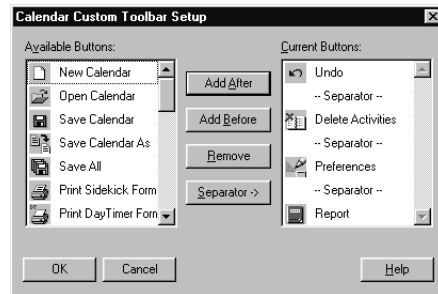 Calendar Custom Toolbar Setup
Available Buttons:
New Calendar
Open Calendar
Save Calendar
Save Calendar As
Save All
Print Sidekick Form
Print DayTimer Form
Add After
Add Before
Remove
Separator ->
Current Buttons:
Undo
-- Separator --
Delete Activities
-- Separator --
Preferences
-- Separator --
Report
OK
Cancel
Help